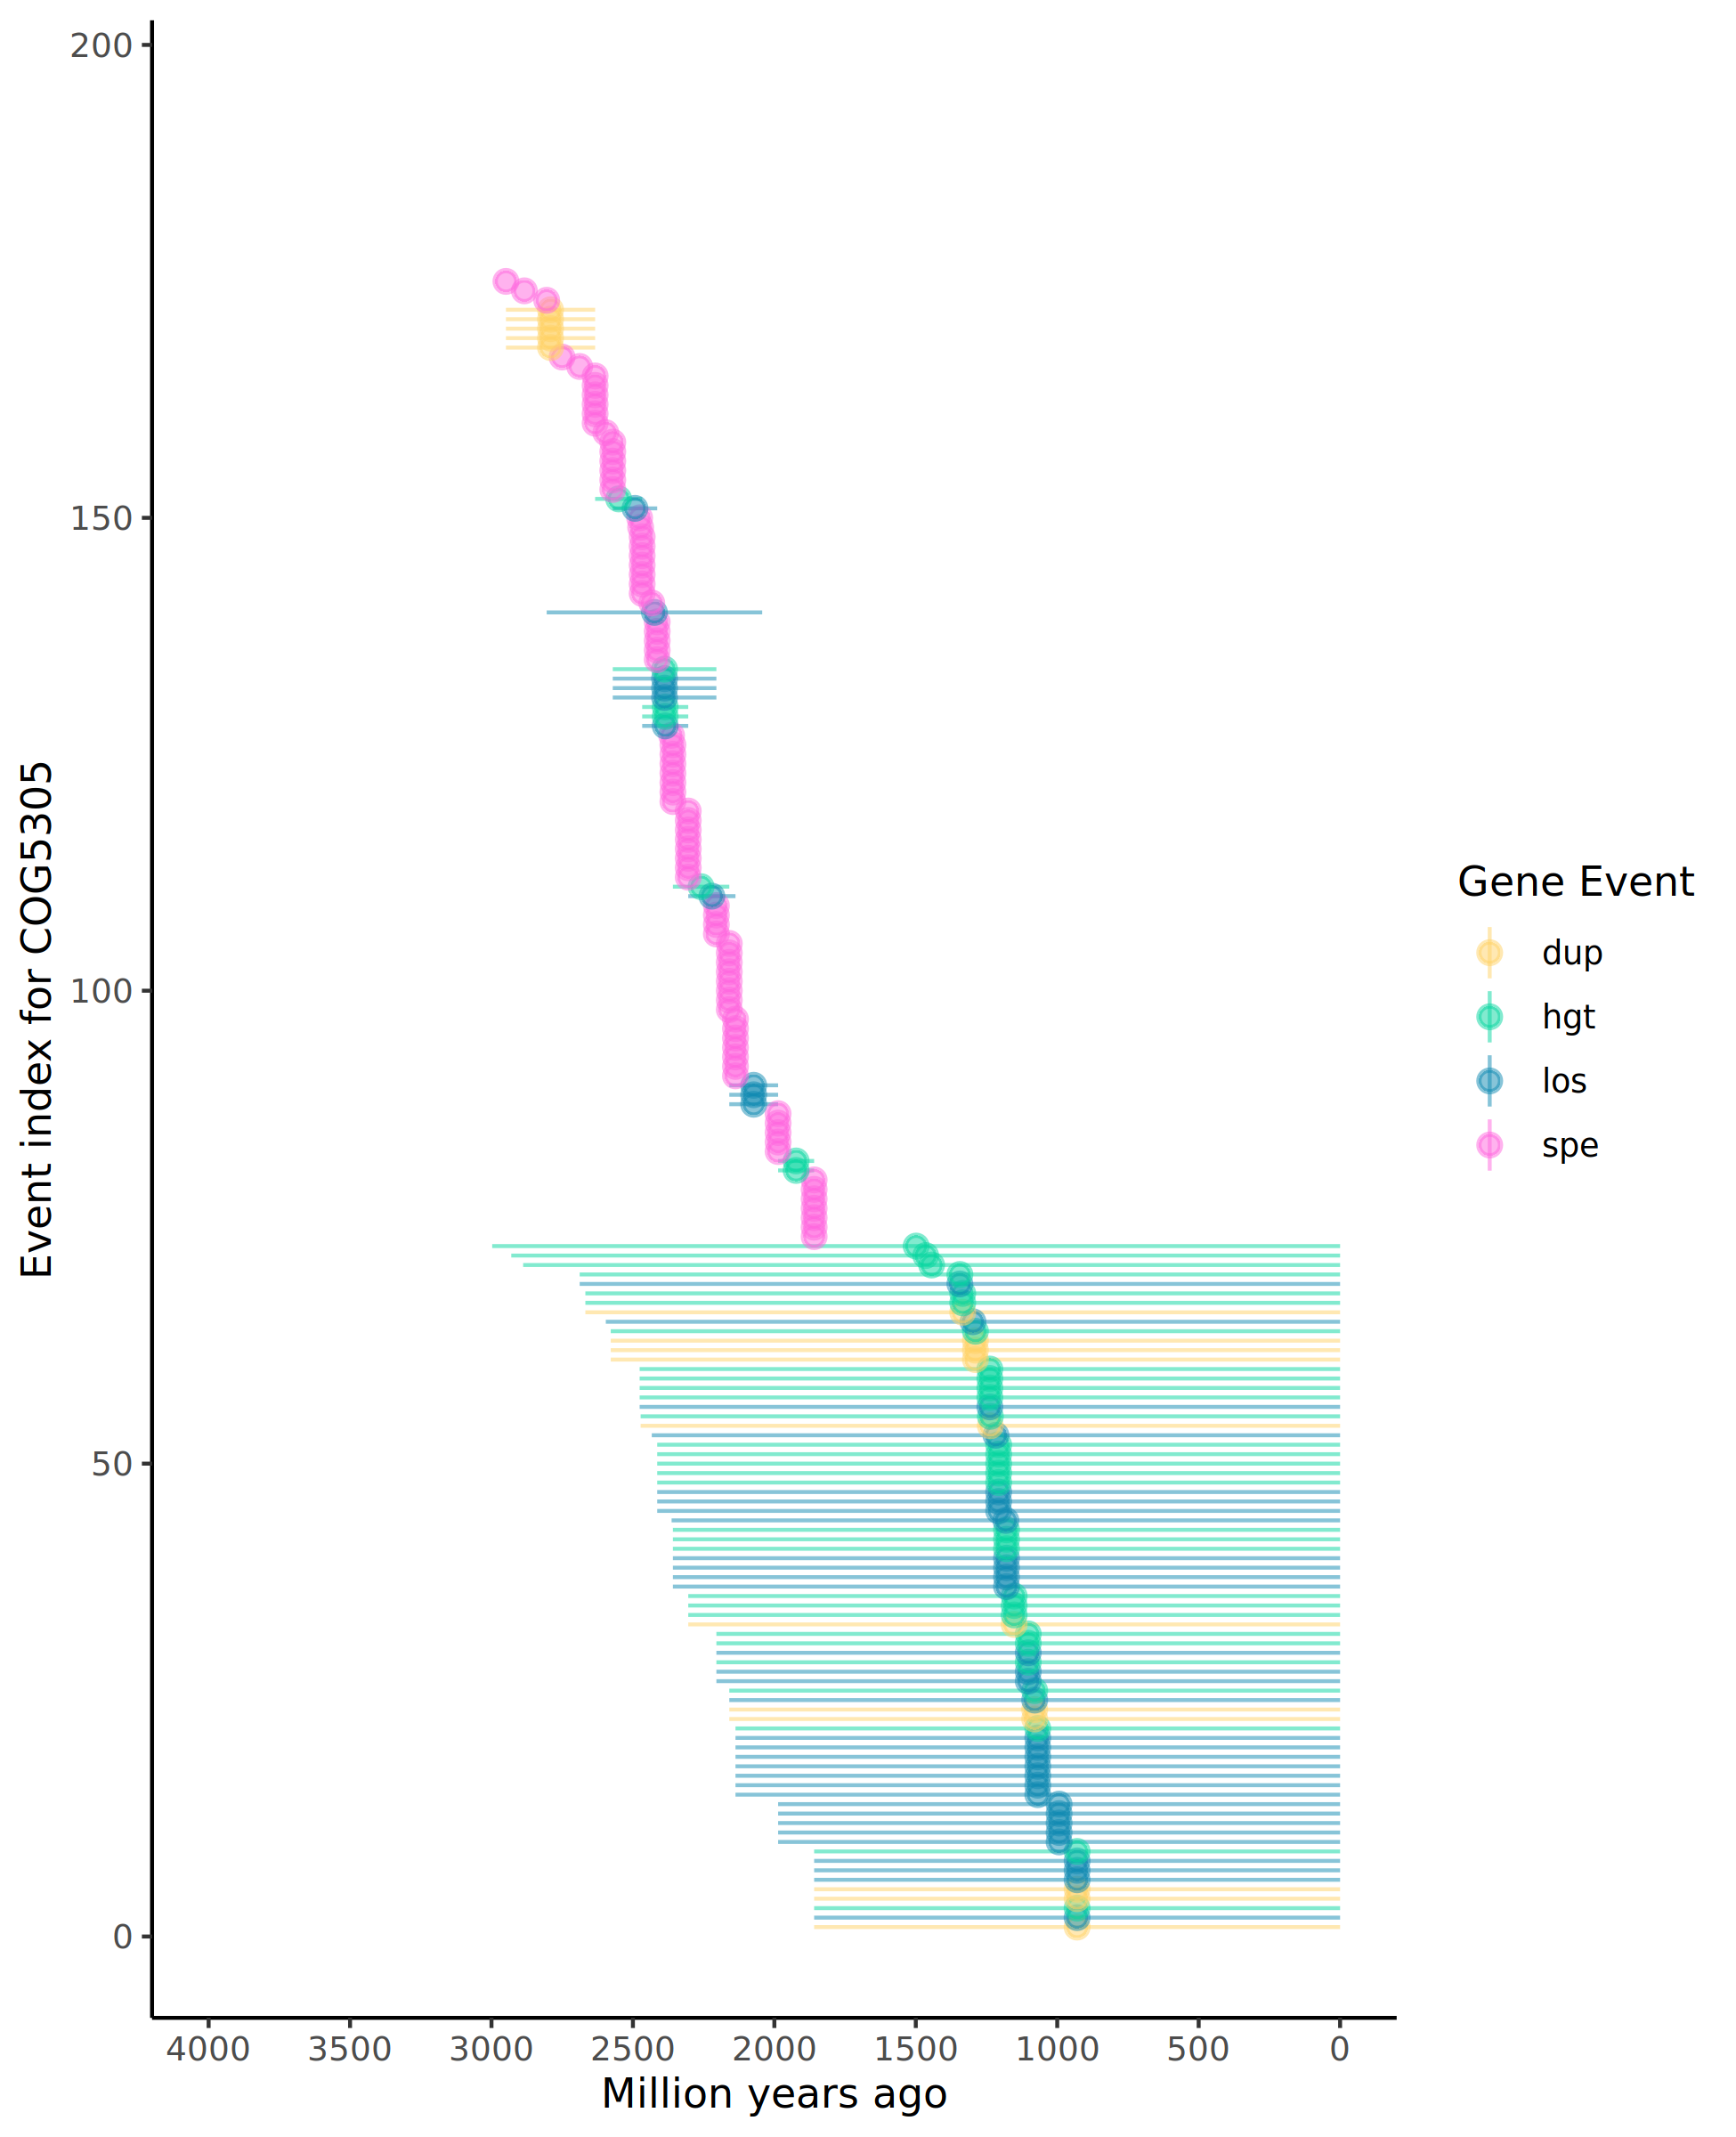 200
150
100
50
0
Event index for COG5305
4000 3500 3000 2500 2000 1500 1000 500 0
Million years ago
Gene Event
dup
hgt
los
spe